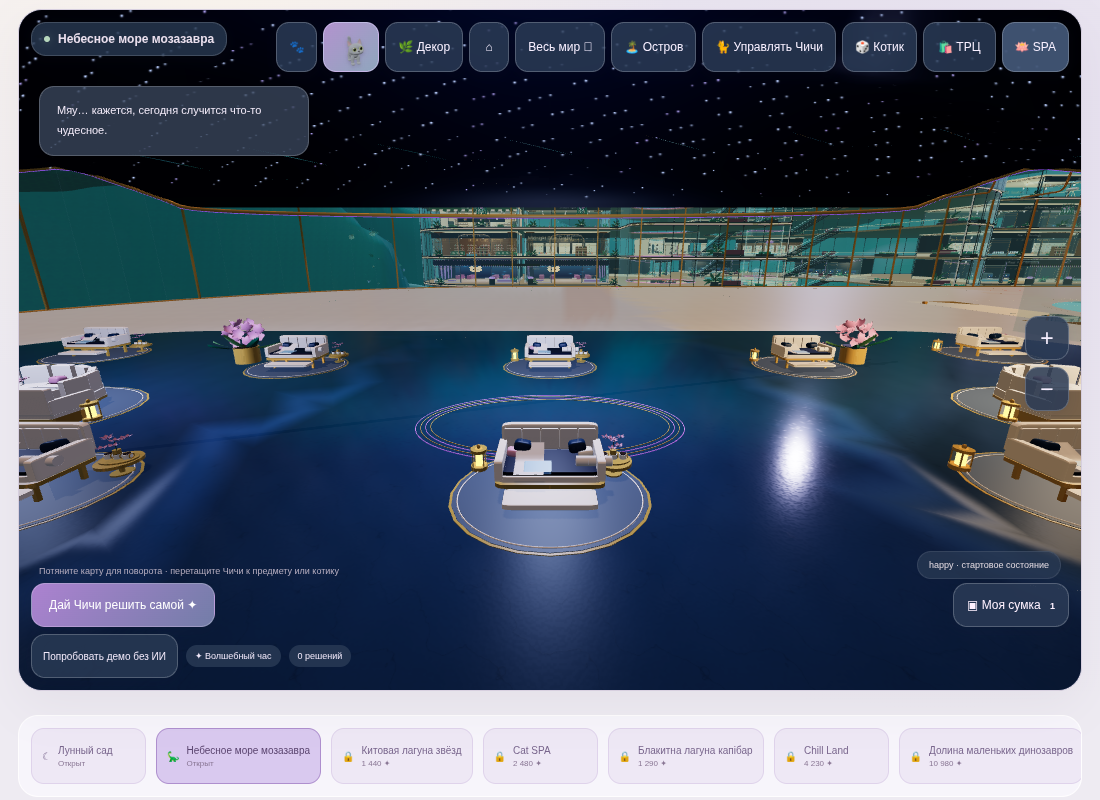 Небесное море мозазавра
Декор
Весь мир
Остров
Управлять Чичи
Котик
ТРЦ
SPA
Мяу… кажется, сегодня случится что-то
чудесное.
+
−
Потяните карту для поворота · перетащите Чичи к предмету или котику
happy · стартовое состояние
Дай Чичи решить самой ✦
Моя сумка 1
Попробовать демо без ИИ
✦ Волшебный час
0 решений
Лунный сад
Открыт
Небесное море мозазавра
Открыт
Китовая лагуна звёзд
1 440 ✦
Cat SPA
2 480 ✦
Блакитна лагуна капібар
1 290 ✦
Chill Land
4 230 ✦
Долина маленьких динозавров
10 980 ✦